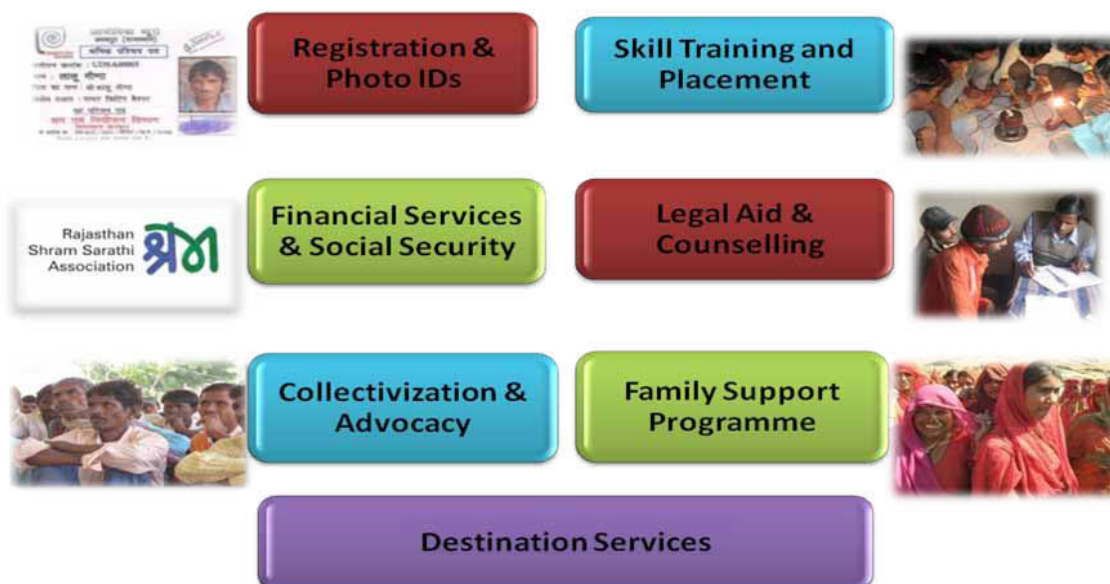 Registration &
Photo IDs
Skill Training and
Placement
Rajasthan
Shram Sarathi
Association
श्रम
Financial Services
& Social Security
Legal Aid &
Counselling
Collectivization &
Advocacy
Family Support
Programme
Destination Services